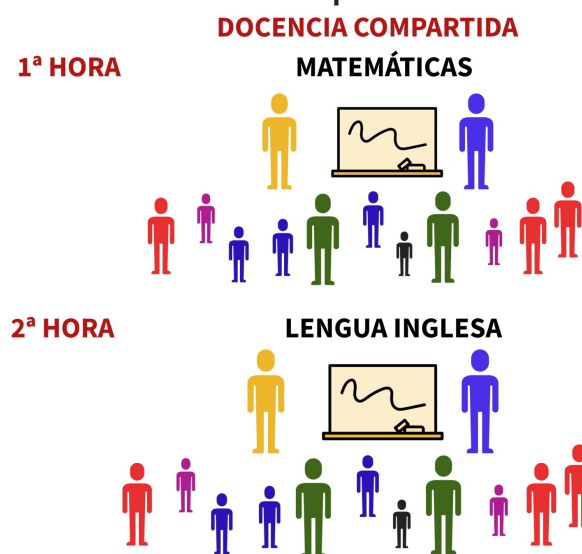 DOCENCIA COMPARTIDA
1ª HORA
MATEMÁTICAS
2ª HORA
LENGUA INGLESA